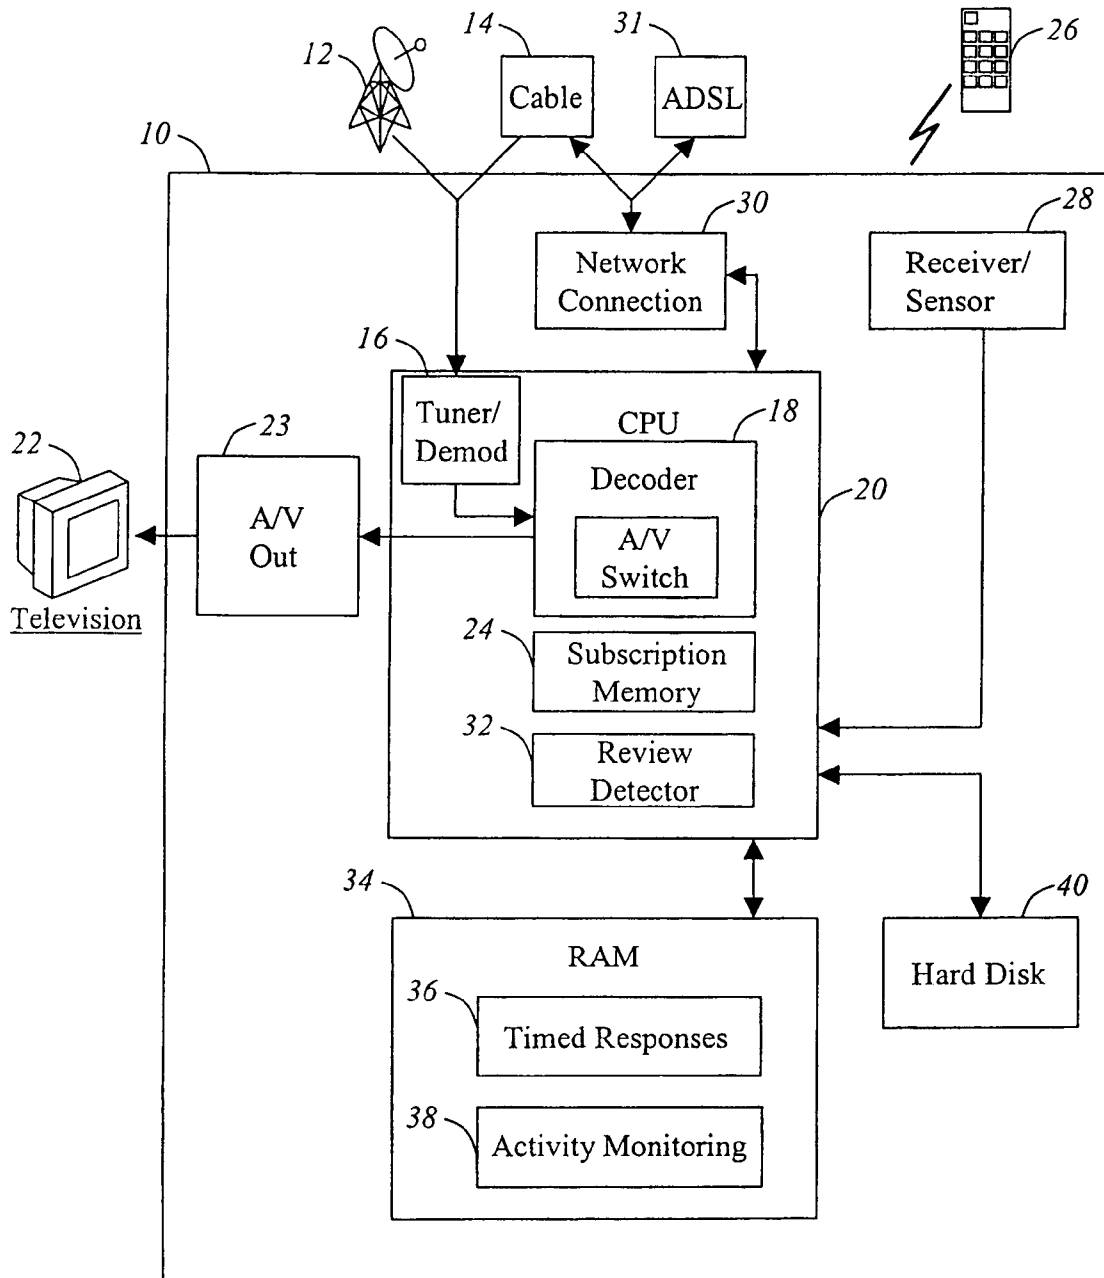 12
14
31
26
Cable
ADSL
10
30
28
Network
Connection
Receiver/
Sensor
16
Tuner/
Demod
CPU
18
22
23
Decoder
20
A/V
Out
A/V
Switch
Television
24
Subscription
Memory
32
Review
Detector
34
40
RAM
Hard Disk
36
Timed Responses
38
Activity Monitoring